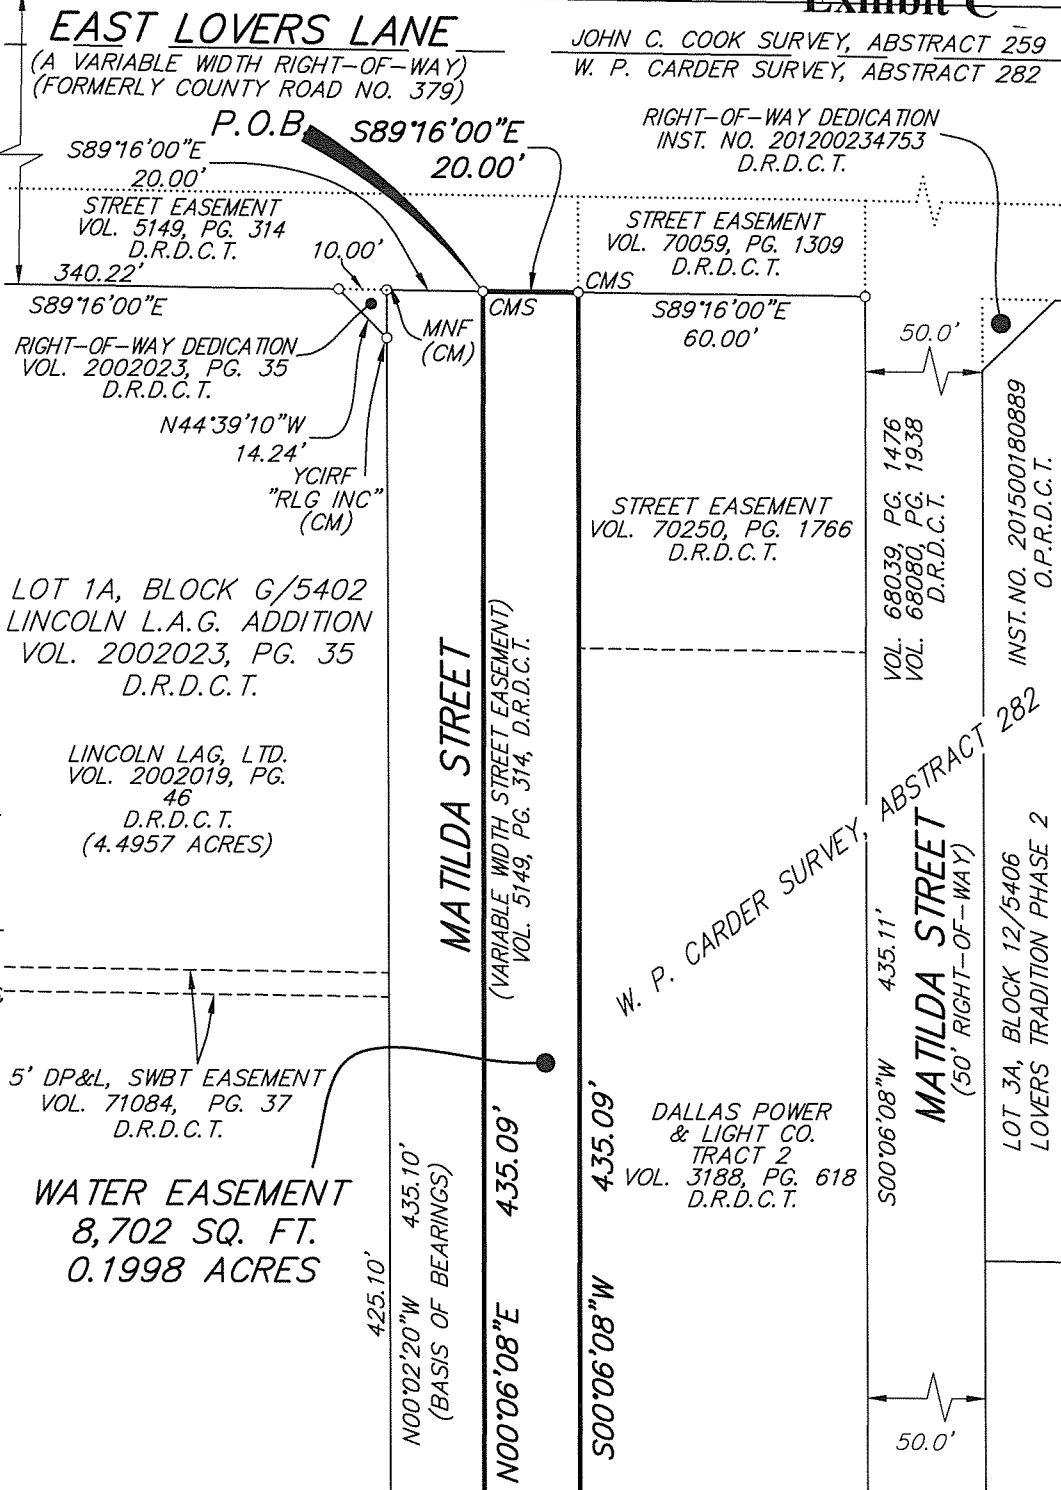 Exhibit C
EAST LOVERS LANE
(A VARIABLE WIDTH RIGHT-OF-WAY)
(FORMERLY COUNTY ROAD NO. 379)
JOHN C. COOK SURVEY, ABSTRACT 259
W. P. CARDER SURVEY, ABSTRACT 282
P.O.B.
S89°16'00"E
20.00'
S89°16'00"E
20.00'
RIGHT-OF-WAY DEDICATION
INST. NO. 201200234753
D.R.D.C.T.
STREET EASEMENT
VOL. 5149, PG. 314
D.R.D.C.T.
10.00'
340.22'
S89°16'00"E
STREET EASEMENT
VOL. 70059, PG. 1309
D.R.D.C.T.
CMS
CMS
S89°16'00"E
60.00'
50.0'
MNF
(CM)
RIGHT-OF-WAY DEDICATION
VOL. 2002023, PG. 35
D.R.D.C.T.
N44°39'10"W
14.24'
YCIRF
"RLG INC"
(CM)
STREET EASEMENT
VOL. 70250, PG. 1766
D.R.D.C.T.
VOL. 68039, PG. 1476
VOL. 68080, PG. 1938
D.R.D.C.T.
INST. NO. 201500180889
O.P.R.D.C.T.
LOT 1A, BLOCK G/5402
LINCOLN L.A.G. ADDITION
VOL. 2002023, PG. 35
D.R.D.C.T.
LINCOLN LAG, LTD.
VOL. 2002019, PG.
46
D.R.D.C.T.
(4.4957 ACRES)
MATILDA STREET
(VARIABLE WIDTH STREET EASEMENT)
VOL. 5149, PG. 314, D.R.D.C.T.
W. P. CARDER SURVEY, ABSTRACT 282
MATILDA STREET
(50' RIGHT-OF-WAY)
LOT 3A, BLOCK 12/5406
LOVERS TRADITION PHASE 2
5' DP&L, SWBT EASEMENT
VOL. 71084, PG. 37
D.R.D.C.T.
WATER EASEMENT
8,702 SQ. FT.
0.1998 ACRES
DALLAS POWER
& LIGHT CO.
TRACT 2
VOL. 3188, PG. 618
D.R.D.C.T.
425.10'
N00°02'20"W 435.10'
(BASIS OF BEARINGS)
N00°06'08"E 435.09'
S00°06'08"W 435.09'
S00°06'08"W 435.11'
50.0'